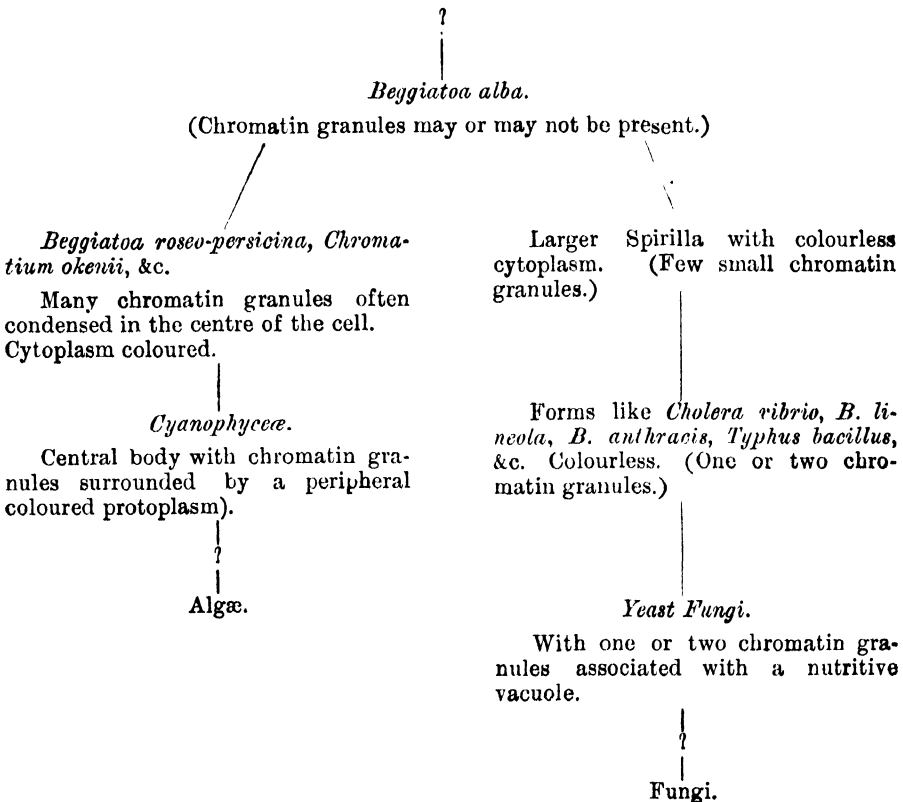 ?
Beggiatoa alba.
(Chromatin granules may or may not be present.)
Beggiatoa roseo-persicina, Chroma-
tium okenii, &c.
Many chromatin granules often
condensed in the centre of the cell.
Cytoplasm coloured.
Cyanophyceæ.
Central body with chromatin gra-
nules surrounded by a peripheral
coloured protoplasm).
?
Algæ.
Larger Spirilla with colourless
cytoplasm. (Few small chromatin
granules.)
Forms like Cholera vibrio, B. li-
neola, B. anthracis, Typhus bacillus,
&c. Colourless. (One or two chro-
matin granules.)
Yeast Fungi.
With one or two chromatin gra-
nules associated with a nutritive
vacuole.
?
Fungi.